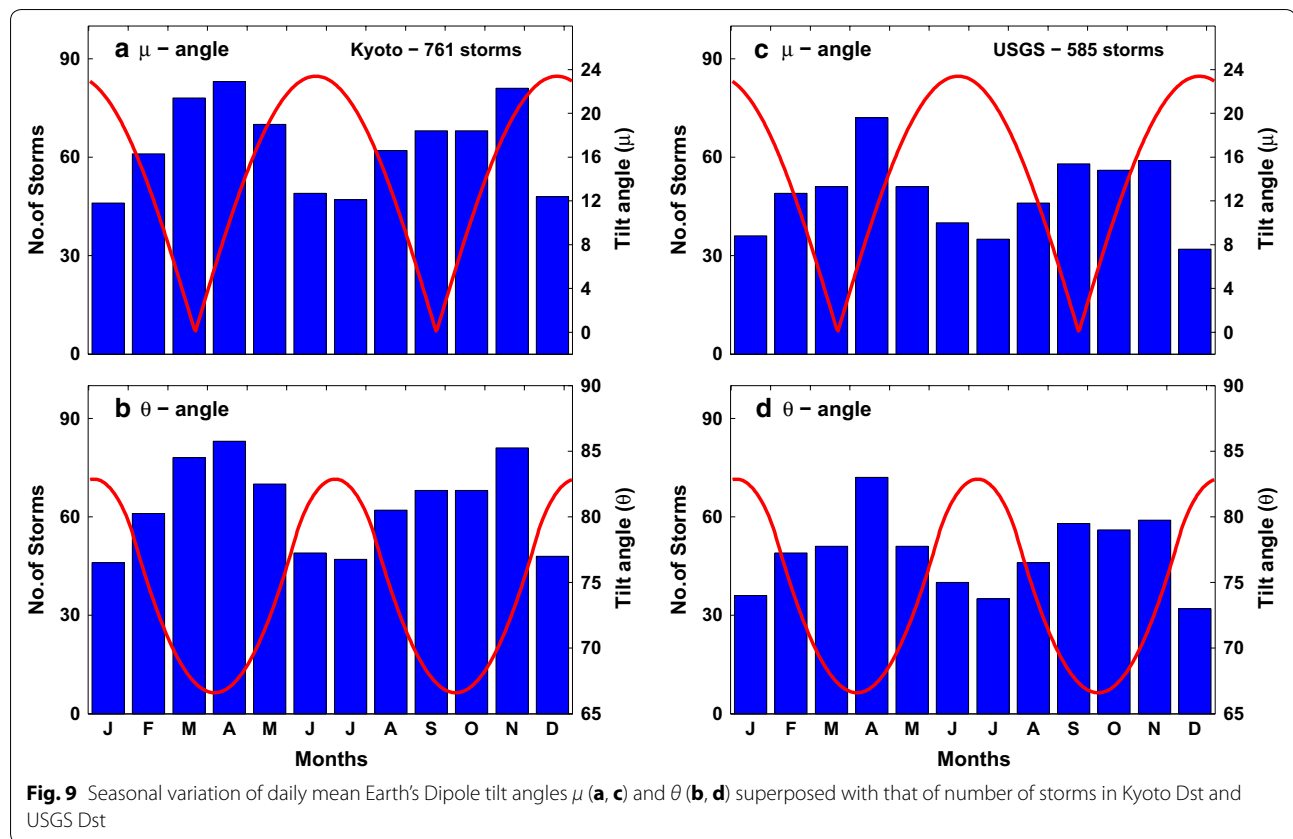 a μ − angle
Kyoto − 761 storms
90
60
30
0
No.of Storms
24
20
16
12
8
4
0
Tilt angle (μ)
c μ − angle
USGS − 585 storms
90
60
30
0
No.of Storms
24
20
16
12
8
4
0
Tilt angle (μ)
b θ − angle
90
60
30
0
No.of Storms
90
85
80
75
70
65
Tilt angle (θ)
J F M A M J J A S O N D
Months
d θ − angle
90
60
30
0
No.of Storms
90
85
80
75
70
65
Tilt angle (θ)
J F M A M J J A S O N D
Months
Fig. 9 Seasonal variation of daily mean Earth's Dipole tilt angles μ (a, c) and θ (b, d) superposed with that of number of storms in Kyoto Dst and
USGS Dst